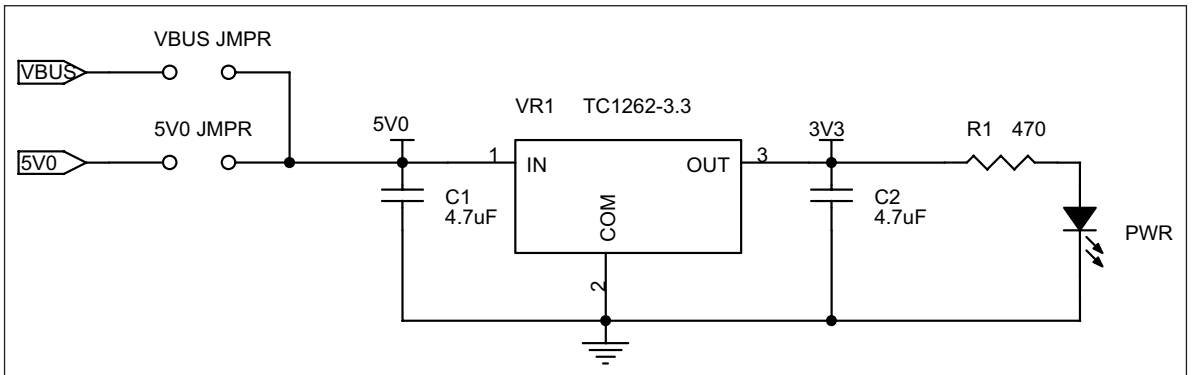 VBUS JMPR
VBUS
5V0 JMPR
5V0
5V0
VR1 TC1262-3.3
1
IN
OUT
3
COM
2
C1
4.7uF
3V3
C2
4.7uF
R1 470
PWR